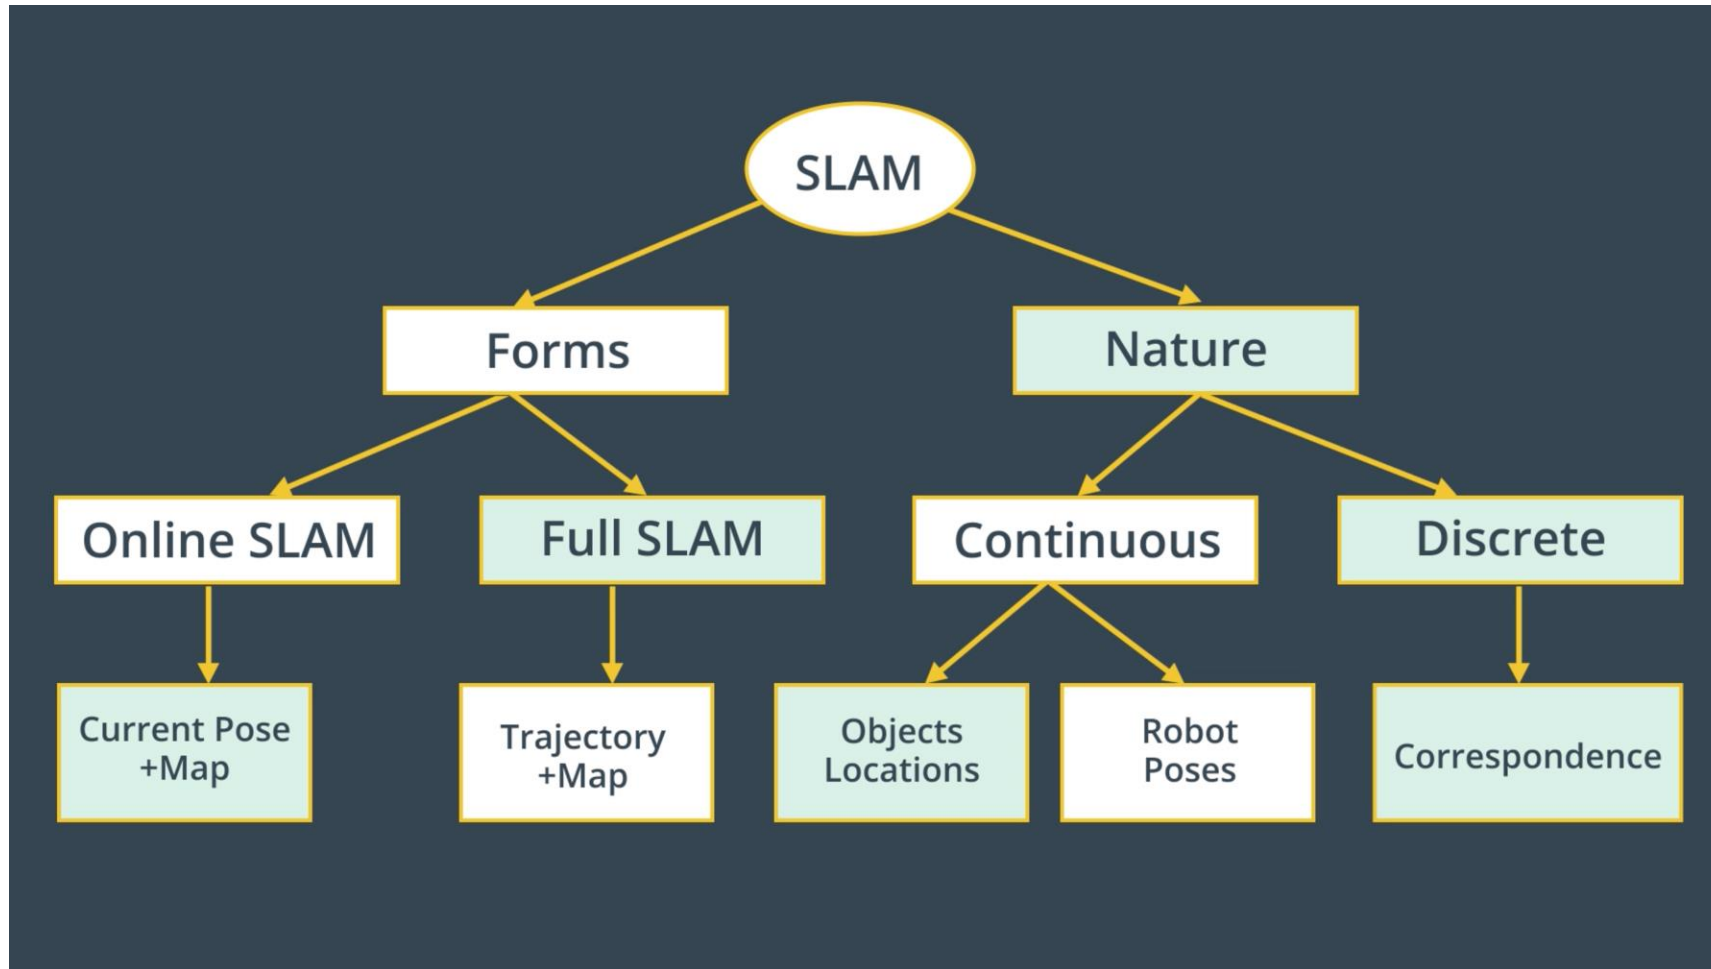 SLAM
Forms
Nature
Online SLAM
Full SLAM
Continuous
Discrete
Current Pose
+Map
Trajectory
+Map
Objects
Locations
Robot
Poses
Correspondence